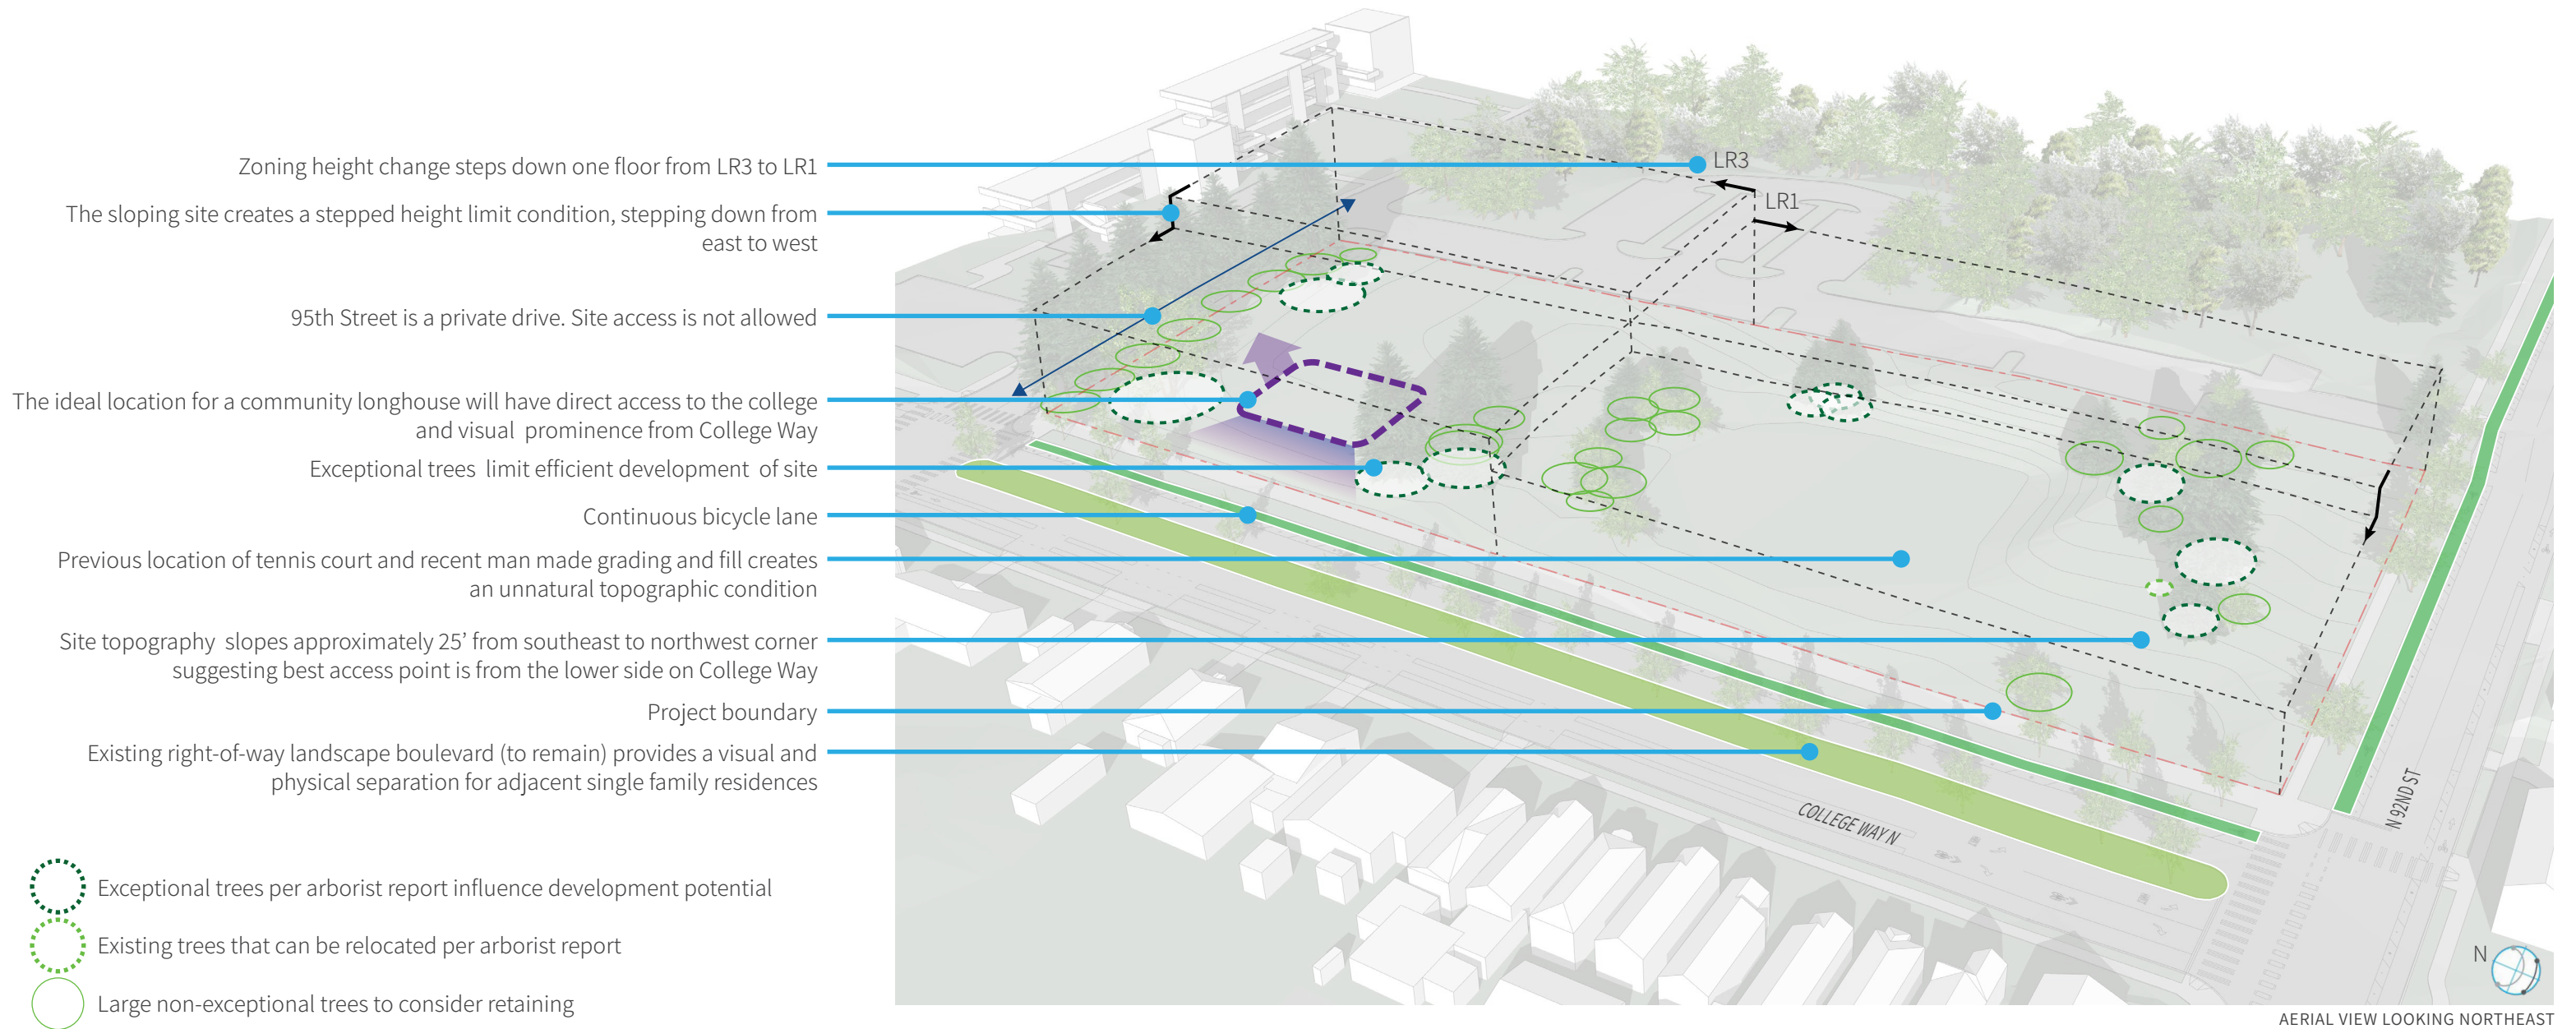 Zoning height change steps down one floor from LR3 to LR1
The sloping site creates a stepped height limit condition, stepping down from
east to west
95th Street is a private drive. Site access is not allowed
The ideal location for a community longhouse will have direct access to the college
and visual prominence from College Way
Exceptional trees limit efficient development of site
Continuous bicycle lane
Previous location of tennis court and recent man made grading and fill creates
an unnatural topographic condition
Site topography slopes approximately 25’ from southeast to northwest corner
suggesting best access point is from the lower side on College Way
Project boundary
Existing right-of-way landscape boulevard (to remain) provides a visual and
physical separation for adjacent single family residences
Exceptional trees per arborist report influence development potential
Existing trees that can be relocated per arborist report
Large non-exceptional trees to consider retaining
LR3
LR1
COLLEGE WAY N
N 92ND ST
N
AERIAL VIEW LOOKING NORTHEAST